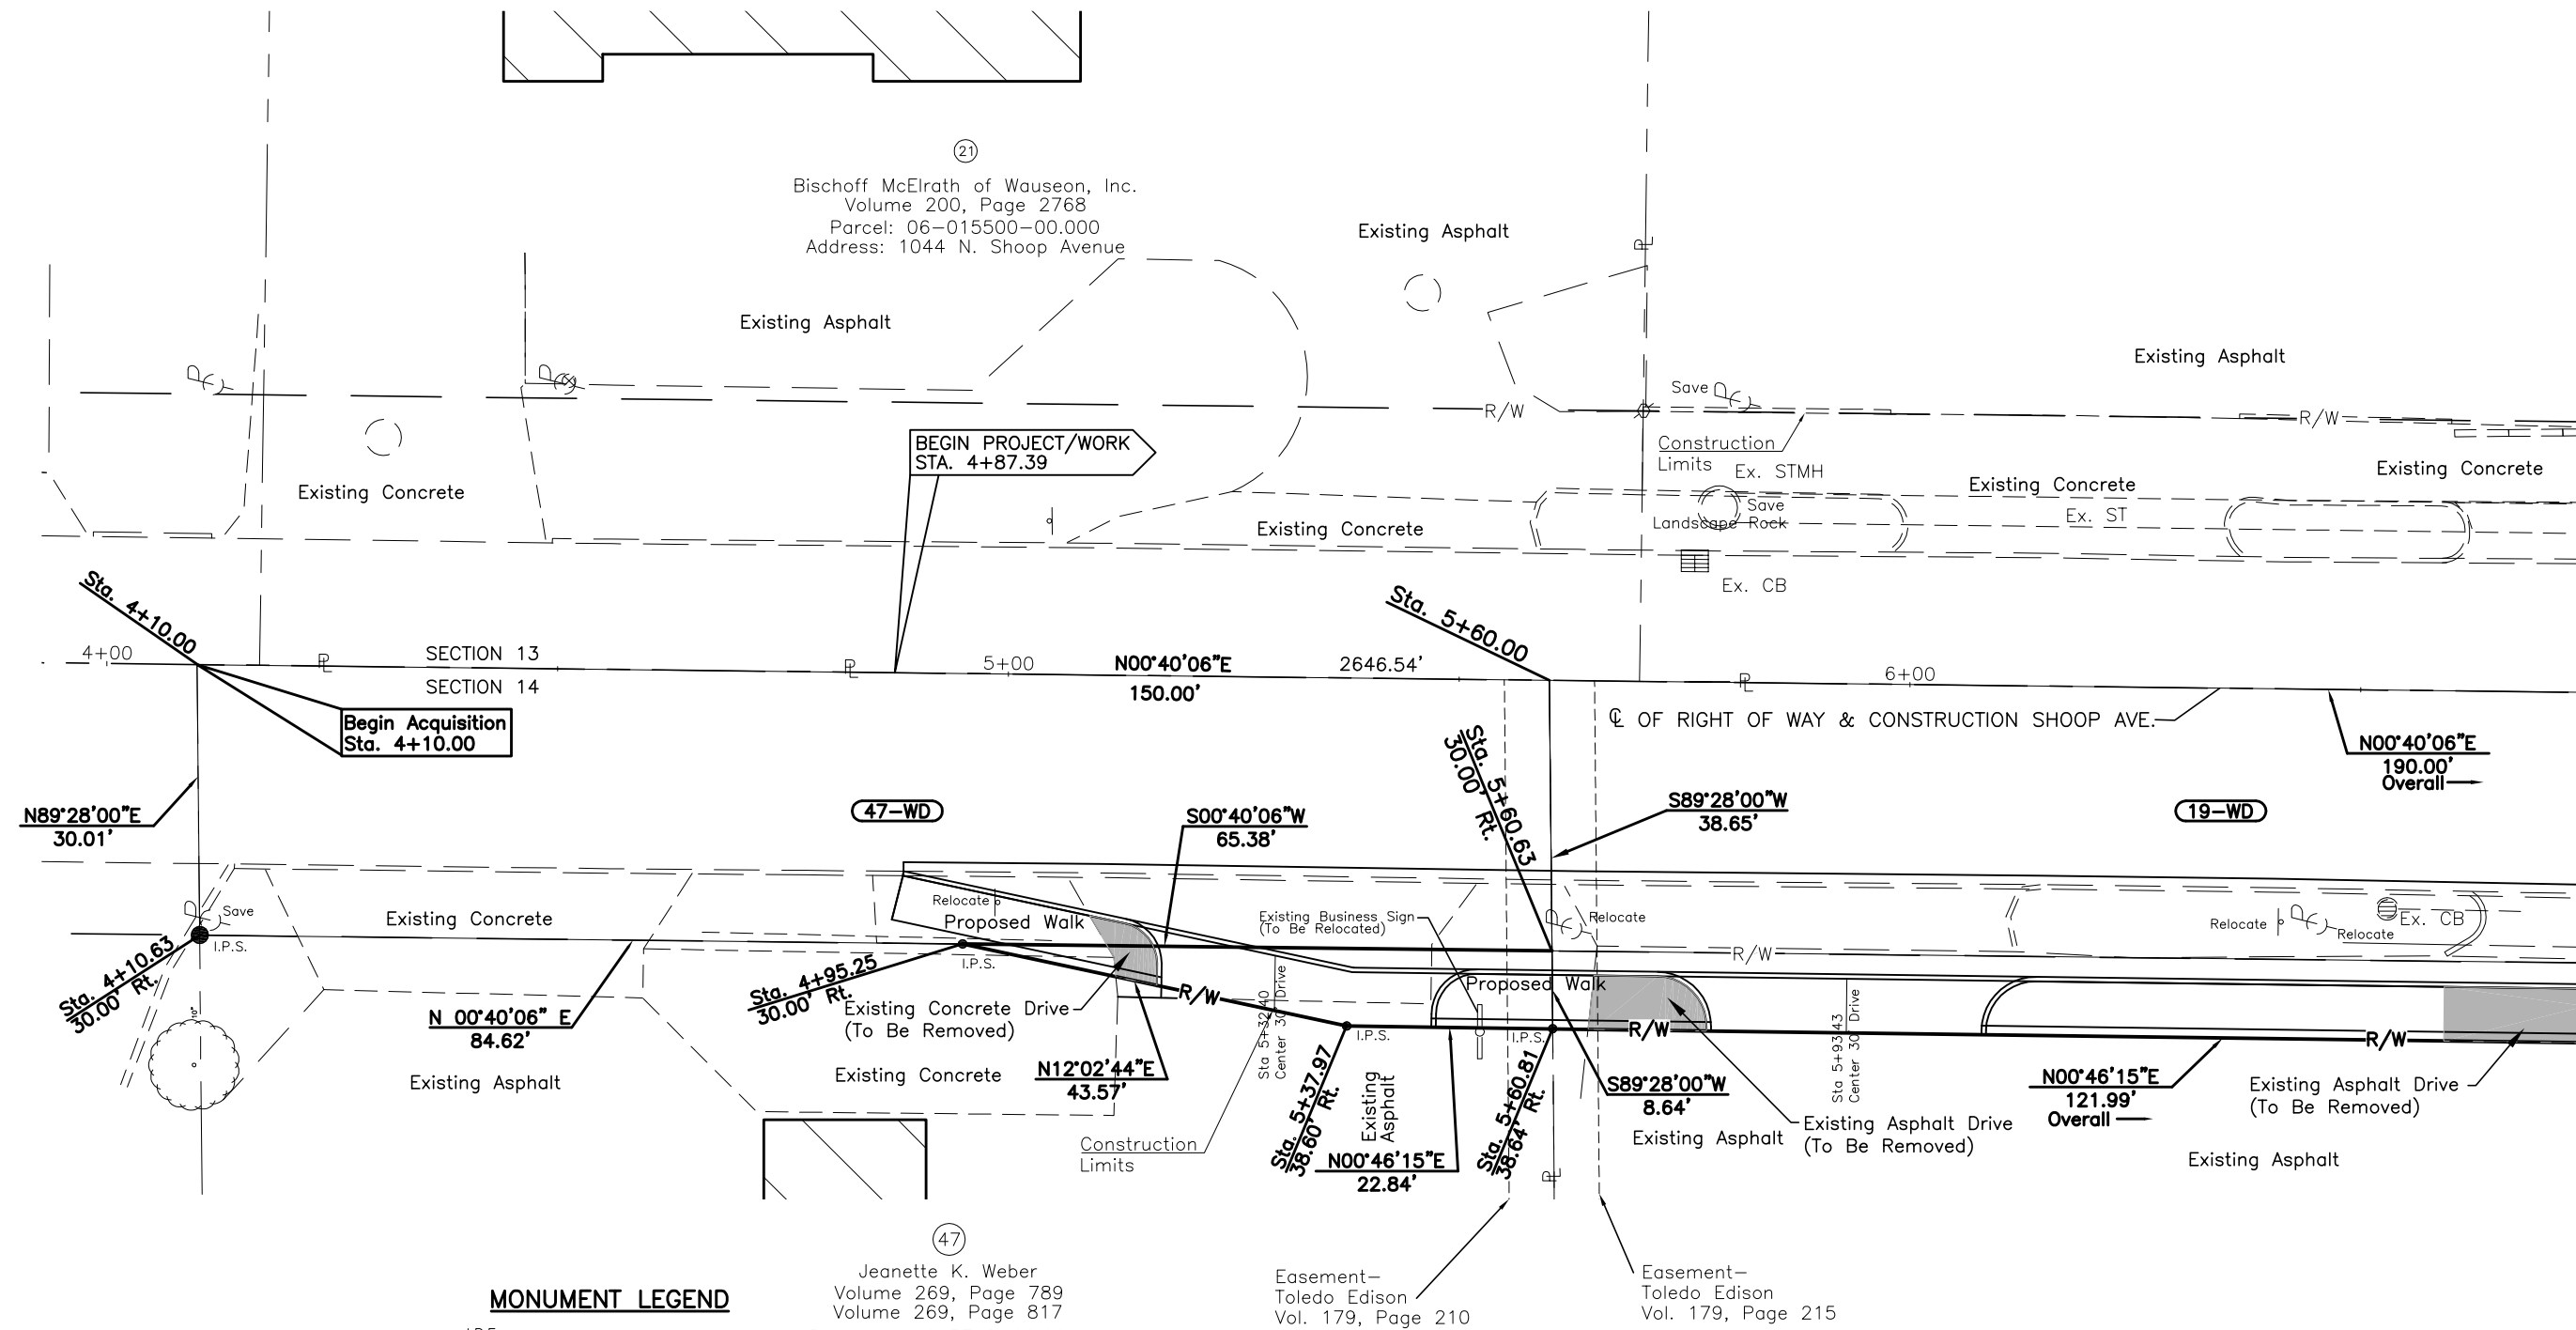 21
Bischoff McElrath of Wauseon, Inc.
Volume 200, Page 2768
Parcel: 06-015500-00.000
Address: 1044 N. Shoop Avenue
Existing Asphalt
Existing Asphalt
Existing Asphalt
Save
R/W
R/W
BEGIN PROJECT/WORK
STA. 4+87.39
Construction
Limits
Ex. STMH
Existing Concrete
Existing Concrete
Existing Concrete
Save
Landscape Rock
Ex. ST
Existing Concrete
Ex. CB
Sta. 4+10.00
Sta. 5+60.00
4+00
SECTION 13
5+00
N00°40'06"E
2646.54'
6+00
SECTION 14
150.00'
℄ OF RIGHT OF WAY & CONSTRUCTION SHOOP AVE.
Begin Acquisition
Sta. 4+10.00
N00°40'06"E
190.00'
Overall
Sta. 5+60.63
30.00' Rt.
N89°28'00"E
30.01'
47-WD
S00°40'06"W
65.38'
S89°28'00"W
38.65'
19-WD
Save
Existing Concrete
Relocate
Proposed Walk
Existing Business Sign
(To Be Relocated)
Relocate
Relocate
Relocate
Ex. CB
I.P.S.
I.P.S.
R/W
Sta. 4+10.63
30.00' Rt.
10"
Sta. 4+95.25
30.00' Rt.
R/W
Proposed Walk
Existing Concrete Drive
(To Be Removed)
N 00°40'06" E
84.62'
Sta 5+32.40
Center 30' Drive
I.P.S.
I.P.S.
R/W
Sta 5+93.43
Center 30' Drive
R/W
Existing Asphalt
Existing Concrete
N12°02'44"E
43.57'
Sta. 5+37.97
38.60' Rt.
Existing
Asphalt
Sta. 5+60.81
38.64' Rt.
S89°28'00"W
8.64'
N00°46'15"E
121.99'
Overall
Existing Asphalt Drive
(To Be Removed)
Existing Asphalt Drive
(To Be Removed)
Existing Asphalt
Construction
Limits
N00°46'15"E
22.84'
Existing Asphalt
47
Jeanette K. Weber
Volume 269, Page 789
Volume 269, Page 817
MONUMENT LEGEND
Easement-
Toledo Edison
Vol. 179, Page 210
Easement-
Toledo Edison
Vol. 179, Page 215